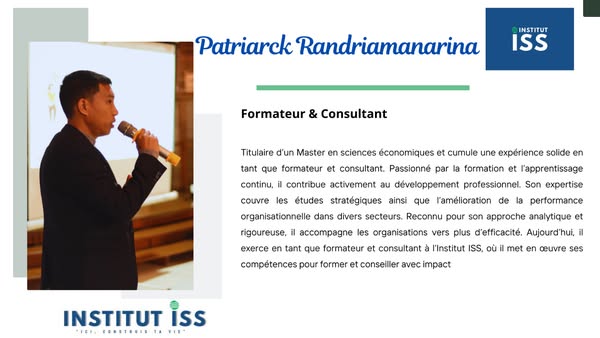 Patriarck Randriamanarina
INSTITUT
ISS
Formateur & Consultant
Titulaire d'un Master en sciences économiques et cumule une expérience solide en
tant que formateur et consultant. Passionné par la formation et l'apprentissage
continu, il contribue activement au développement professionnel. Son expertise
couvre les études stratégiques ainsi que l'amélioration de la performance
organisationnelle dans divers secteurs. Reconnu pour son approche analytique et
rigoureuse, il accompagne les organisations vers plus d'efficacité. Aujourd'hui, il
exerce en tant que formateur et consultant à l'Institut ISS, où il met en œuvre ses
compétences pour former et conseiller avec impact
INSTITUT ISS
"ICI, CONSTRUIS TA VIE"